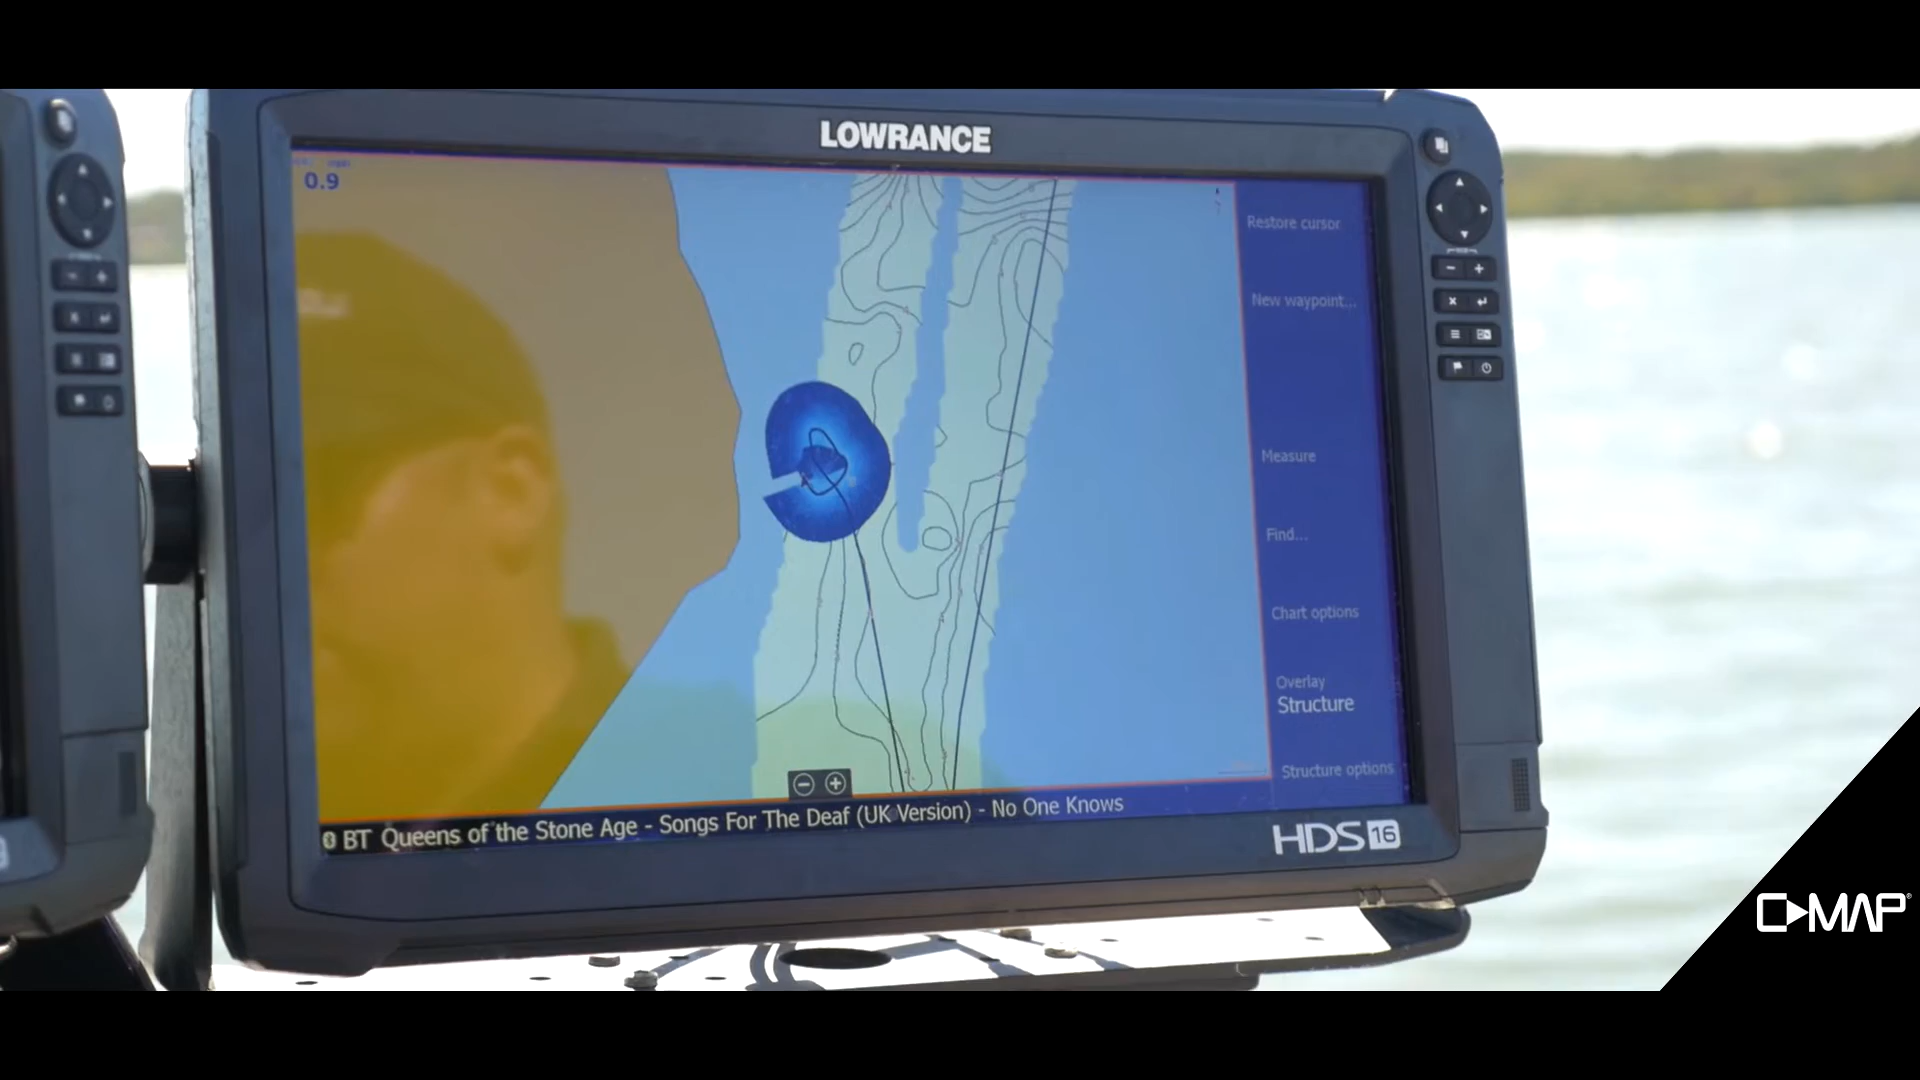 LOWRANCE
0.9
Restore cursor
New waypoint...
Measure
Find...
Chart options
Overlay
Structure
Structure options
BT Queens of the Stone Age - Songs For The Deaf (UK Version) - No One Knows
HDS 16
C-MAP®